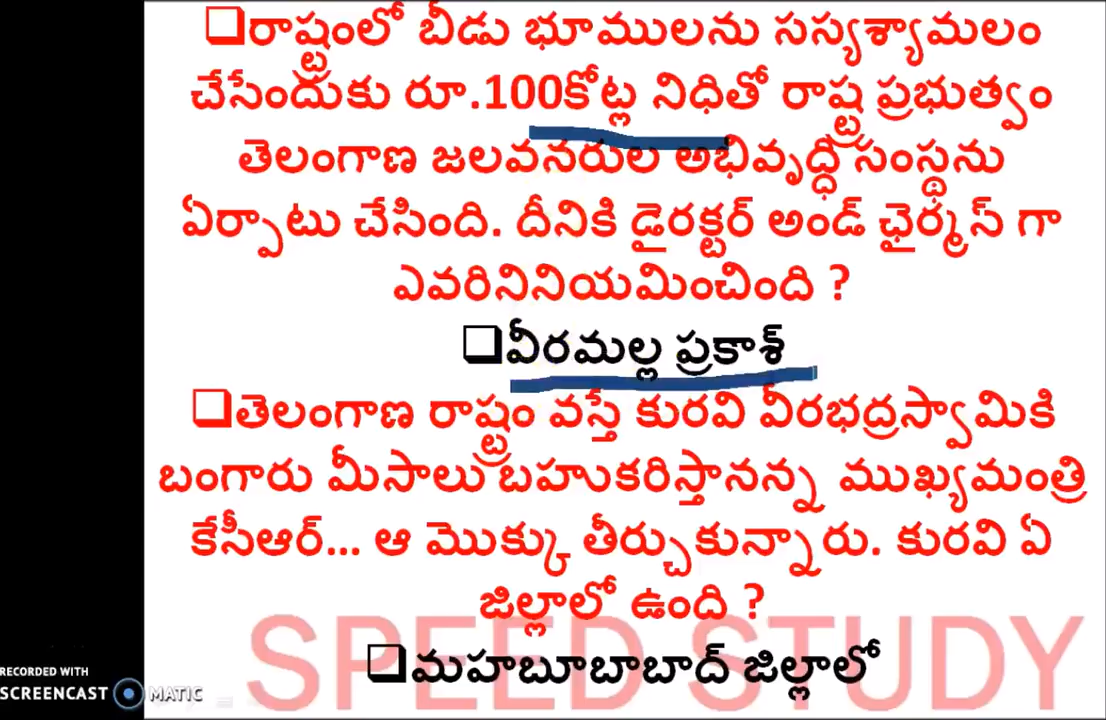 ❑రాష్ట్రంలో బీడు భూములను సస్యశ్యామలం
చేసేందుకు రూ.100కోట్ల నిధితో రాష్ట్ర ప్రభుత్వం
తెలంగాణ జలవనరుల అభివృద్ధి సంస్థను
ఏర్పాటు చేసింది. దీనికి డైరక్టర్ అండ్ ఛైర్మస్ గా
ఎవరినినియమించింది ?
❑వీరమల్ల ప్రకాశ్
❑తెలంగాణ రాష్ట్రం వస్తే కురవి వీరభద్రస్వామికి
బంగారు మీసాలు బహుకరిస్తానన్న ముఖ్యమంత్రి
కేసీఆర్... ఆ మొక్కు తీర్చుకున్నారు. కురవి ఏ
జిల్లాలో ఉంది ?
❑మహబూబాబాద్ జిల్లాలో
SPEED STUDY
RECORDED WITH
SCREENCAST MATIC